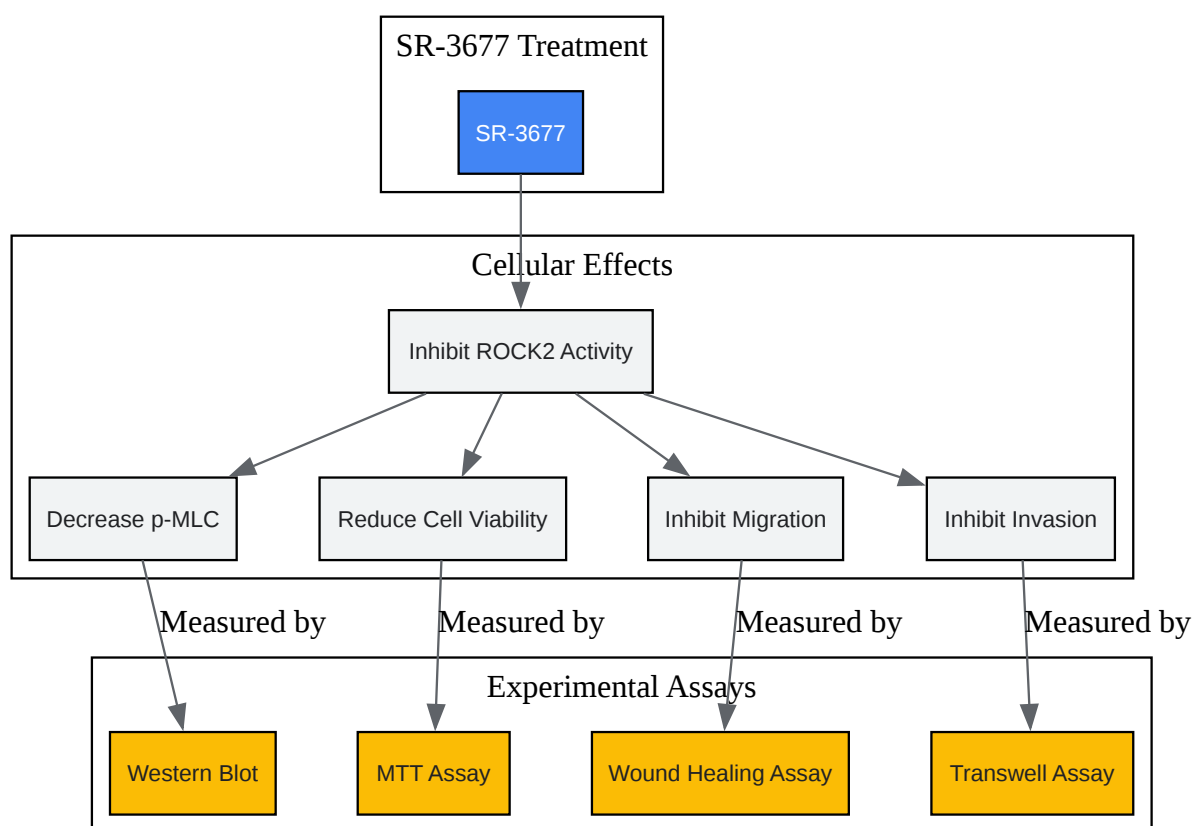 SR-3677 Treatment
SR-3677
Cellular Effects
Inhibit ROCK2 Activity
Decrease p-MLC
Reduce Cell Viability
Inhibit Migration
Inhibit Invasion
Measured by
Measured by
Measured by
Measured by
Experimental Assays
Western Blot
MTT Assay
Wound Healing Assay
Transwell Assay